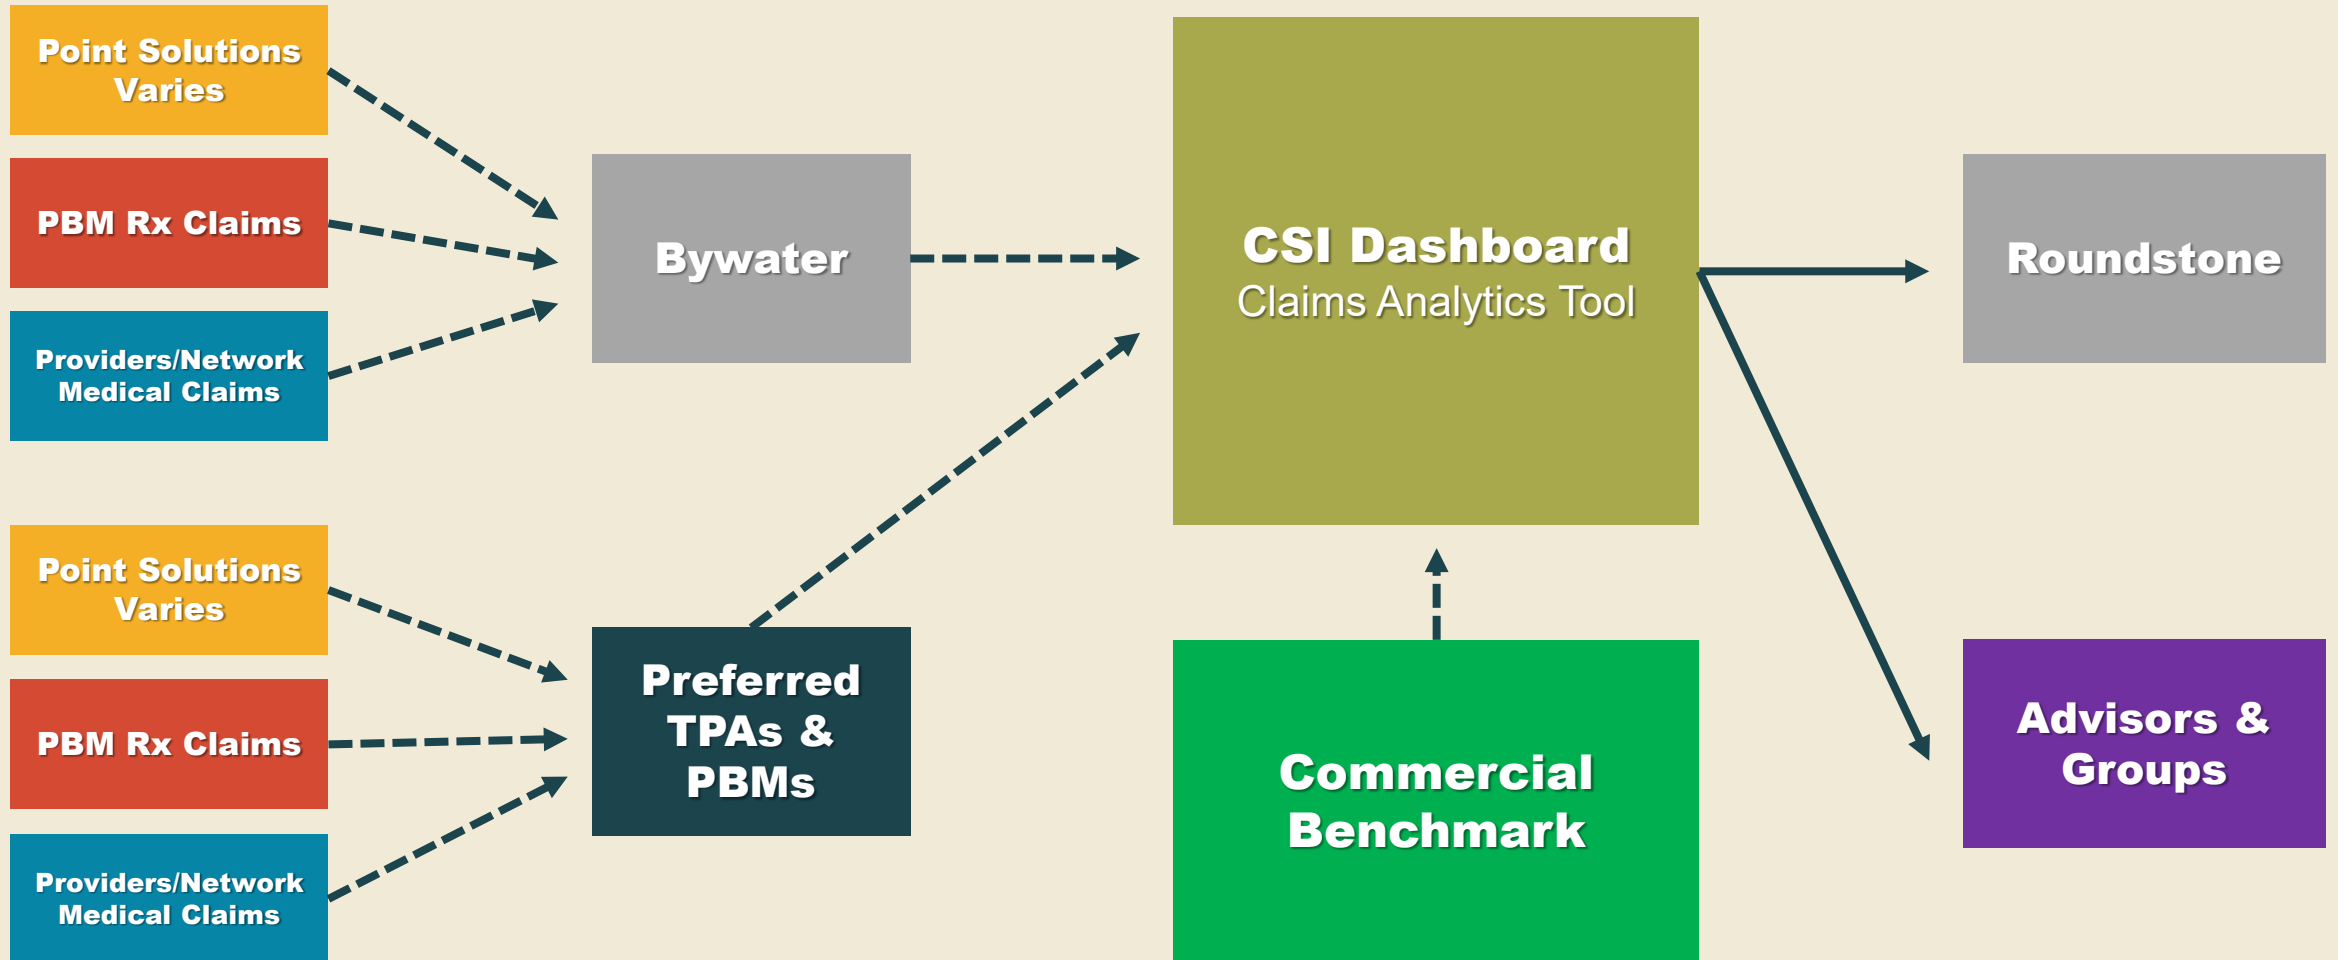 Point Solutions
Varies
PBM Rx Claims
Providers/Network
Medical Claims
Bywater
CSI Dashboard
Claims Analytics Tool
Roundstone
Point Solutions
Varies
PBM Rx Claims
Providers/Network
Medical Claims
Preferred
TPAs &
PBMs
Commercial
Benchmark
Advisors &
Groups